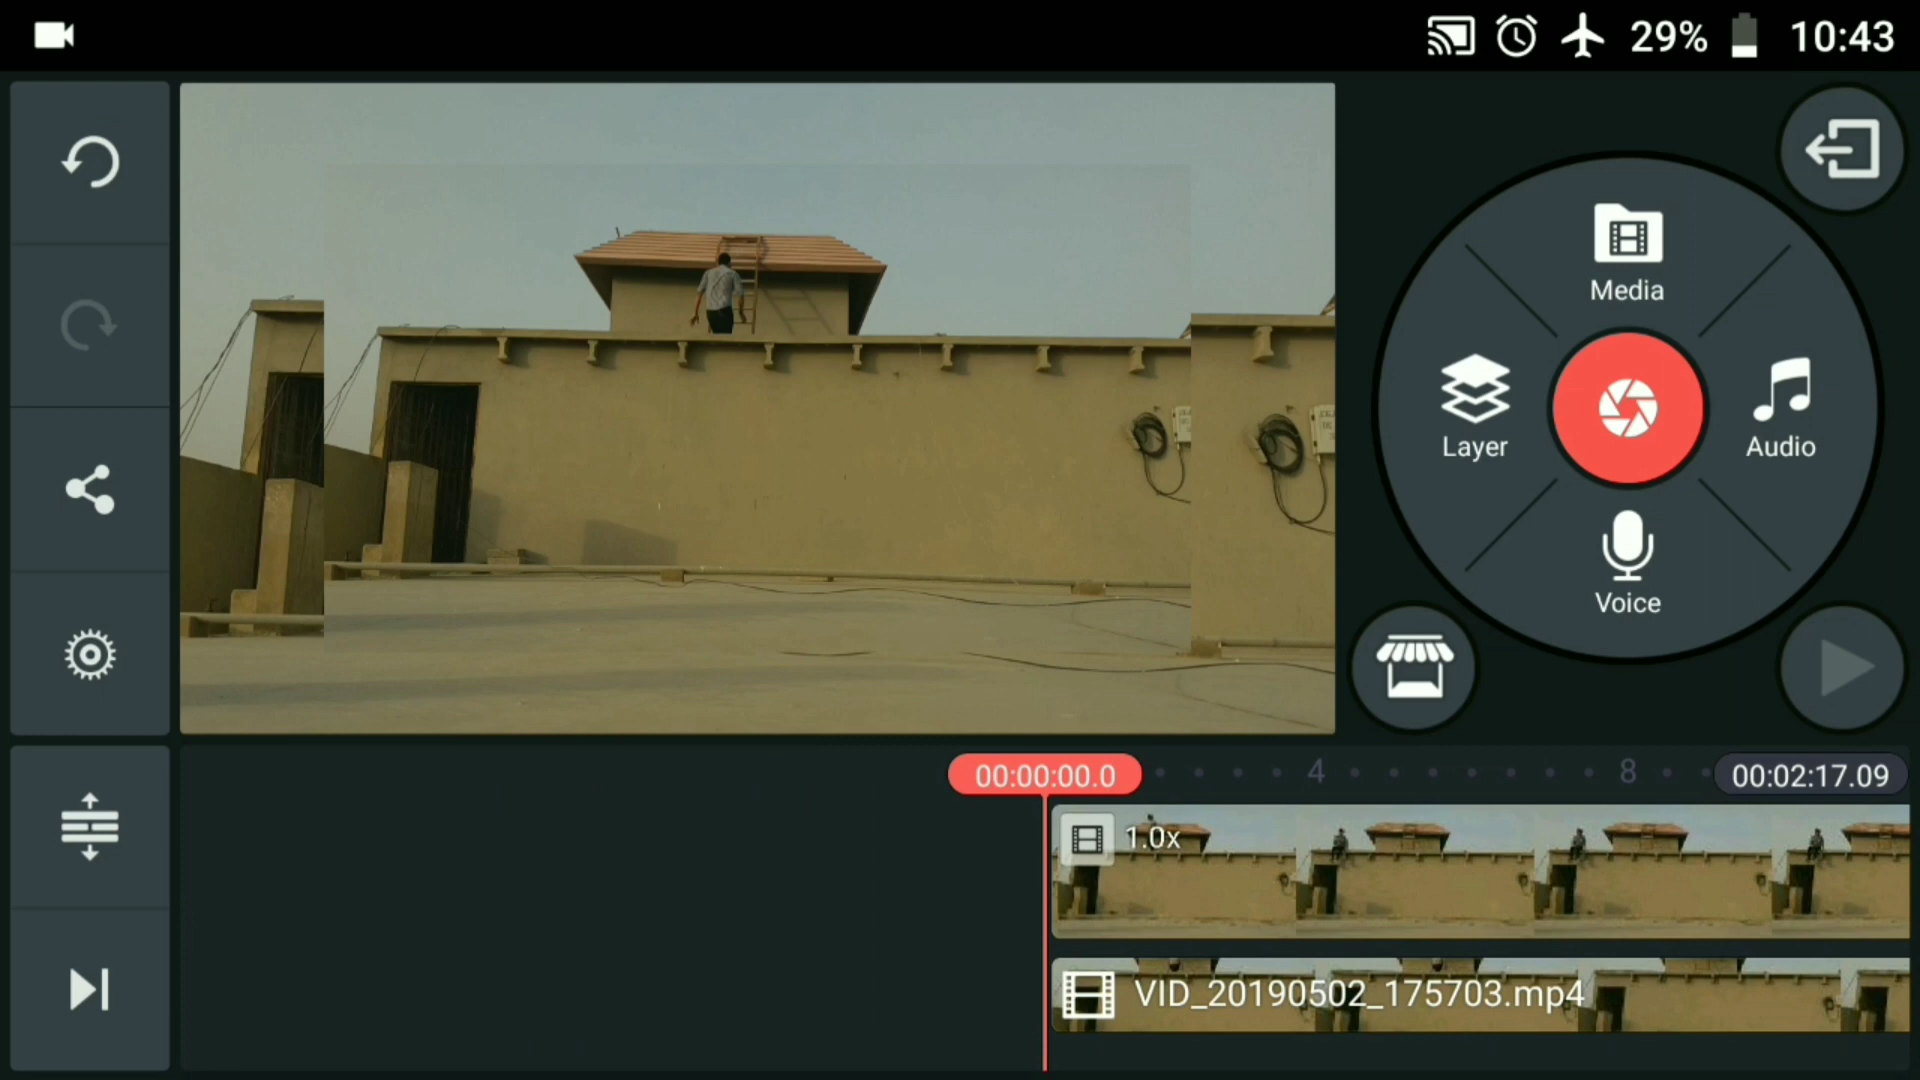 29% 10:43
Media
Layer
Audio
Voice
00:00:00.0 4 8 00:02:17.09
1.0x
VID_20190502_175703.mp4